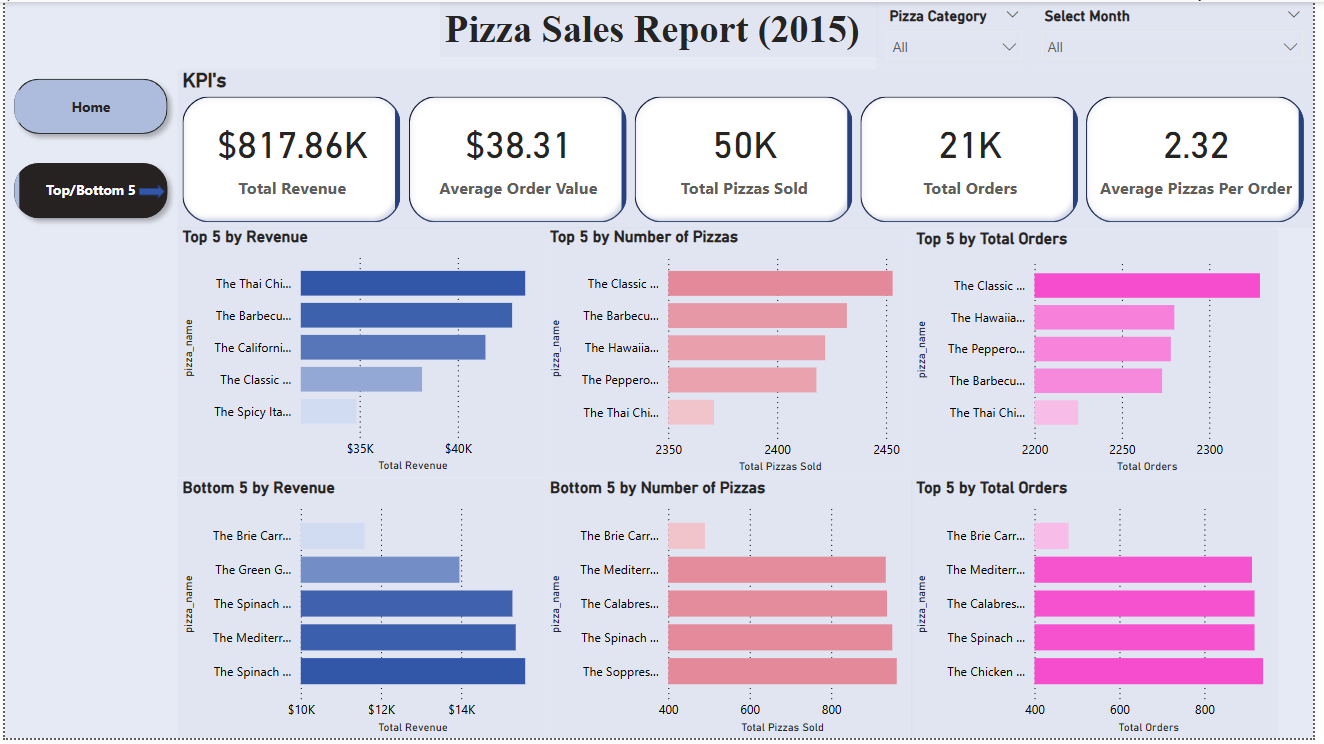 Pizza Sales Report (2015)
Pizza Category
Select Month
All
All
Home
Top/Bottom 5
KPI's
$817.86K
Total Revenue
$38.31
Average Order Value
50K
Total Pizzas Sold
21K
Total Orders
2.32
Average Pizzas Per Order
Top 5 by Revenue
pizza_name
The Thai Chi...
The Barbecu...
The Californi...
The Classic ...
The Spicy Ita...
$35K
$40K
Total Revenue
Top 5 by Number of Pizzas
pizza_name
The Classic ...
The Barbecu...
The Hawaiia...
The Peppero...
The Thai Chi...
2350
2400
2450
Total Pizzas Sold
Top 5 by Total Orders
pizza_name
The Classic ...
The Hawaiia...
The Peppero...
The Barbecu...
The Thai Chi...
2200
2250
2300
Total Orders
Bottom 5 by Revenue
pizza_name
The Brie Carr...
The Green G...
The Spinach ...
The Mediterr...
The Spinach ...
$10K
$12K
$14K
Total Revenue
Bottom 5 by Number of Pizzas
pizza_name
The Brie Carr...
The Mediterr...
The Calabres...
The Spinach ...
The Soppres...
400
600
800
Total Pizzas Sold
Top 5 by Total Orders
pizza_name
The Brie Carr...
The Mediterr...
The Calabres...
The Spinach ...
The Chicken ...
400
600
800
Total Orders